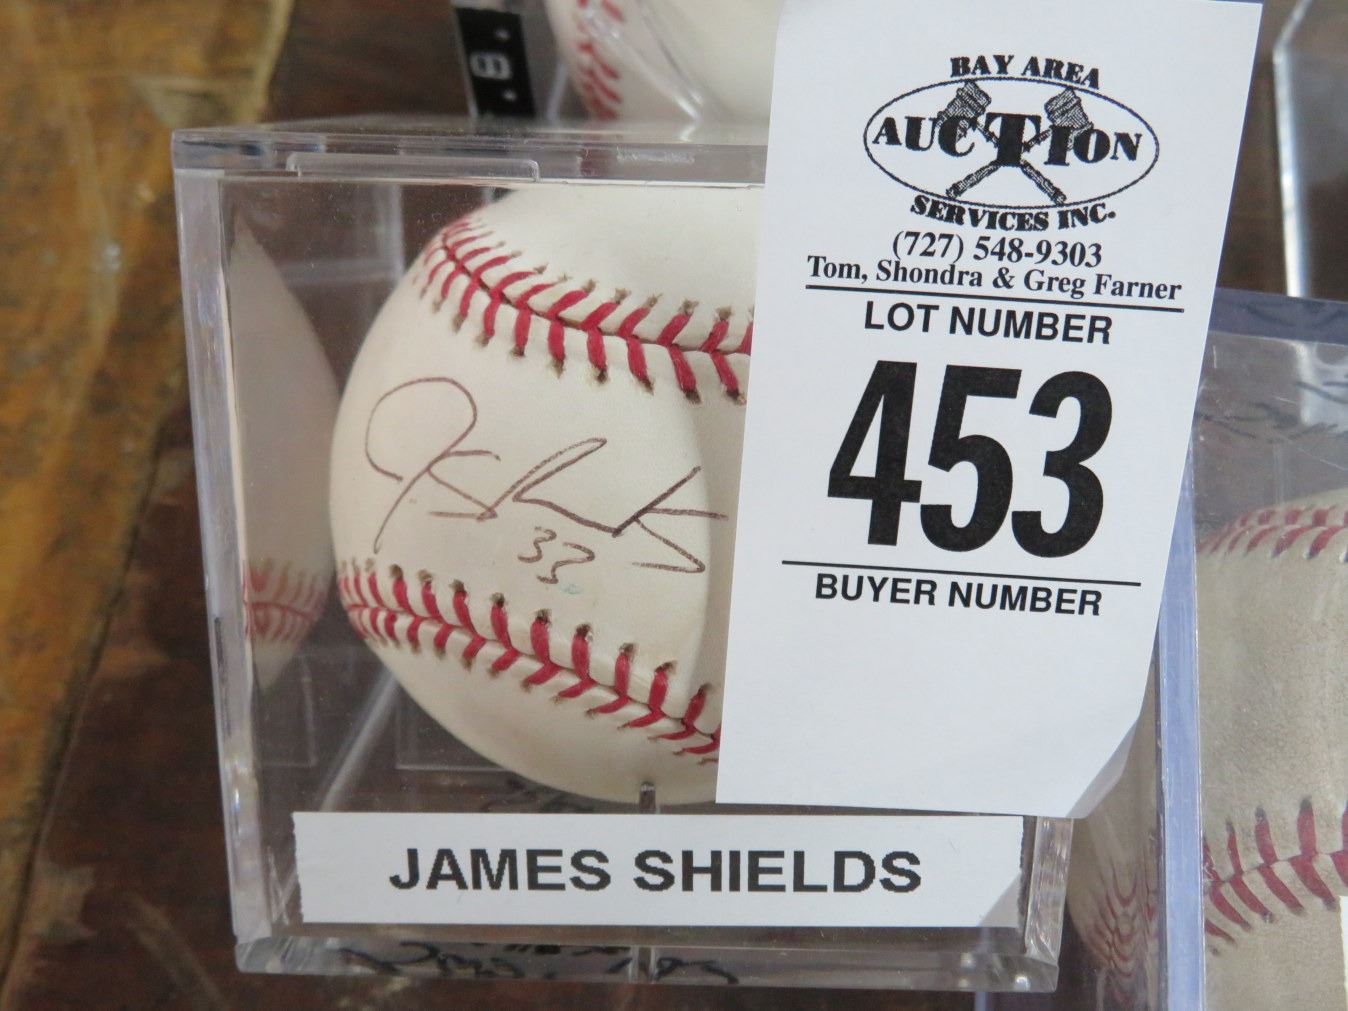 BAY AREA
AUCTION
SERVICES INC.
(727) 548-9303
Tom, Shondra & Greg Farner
LOT NUMBER
453
BUYER NUMBER
33
JAMES SHIELDS